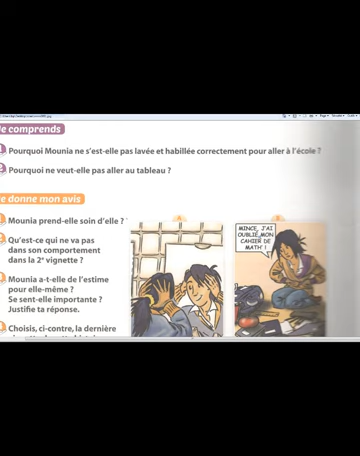 Je comprends
Pourquoi Mounia ne s'est-elle pas lavée et habillée correctement pour aller à l'école ?
Pourquoi ne veut-elle pas aller au tableau ?
Je donne mon avis
Mounia prend-elle soin d'elle ?
Qu'est-ce qui ne va pas
dans son comportement
dans la 2e vignette ?
Mounia a-t-elle de l'estime
pour elle-même ?
Se sent-elle importante ?
Justifie ta réponse.
Choisis, ci-contre, la dernière
MINCE, J'AI
OUBLIÉ MON
CAHIER DE
MATH' !